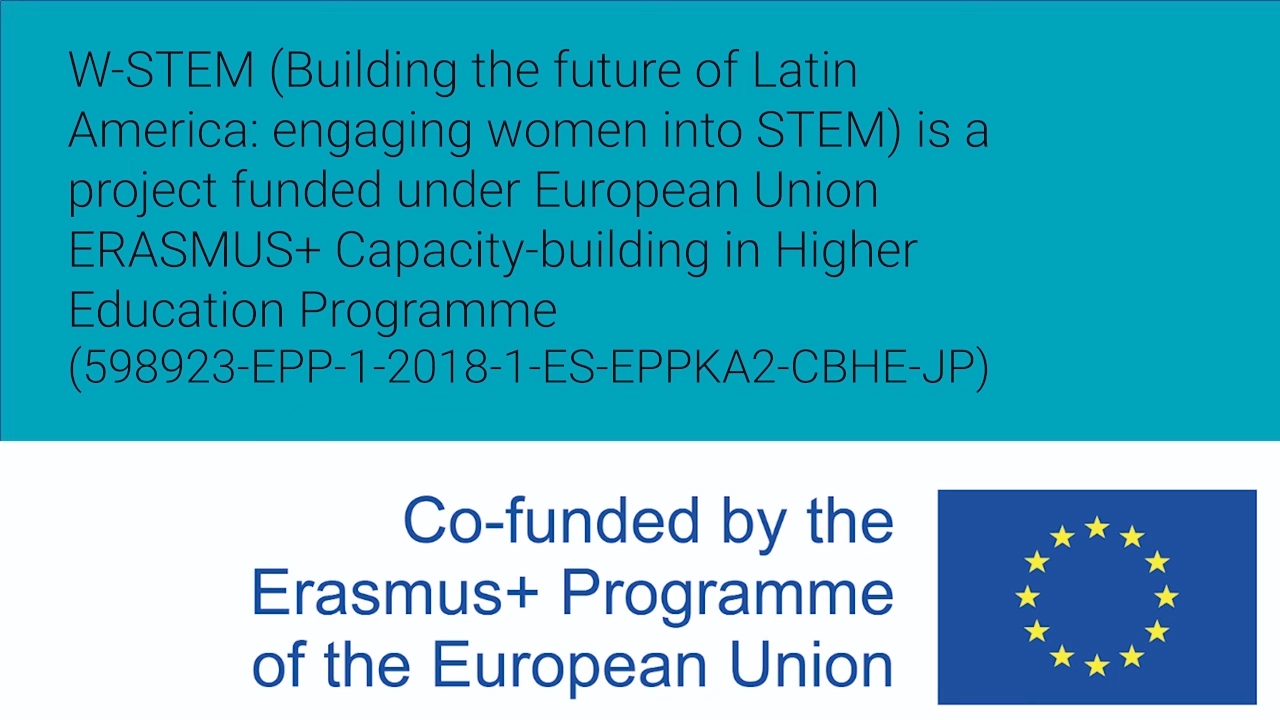 W-STEM (Building the future of Latin
America: engaging women into STEM) is a
project funded under European Union
ERASMUS+ Capacity-building in Higher
Education Programme
(598923-EPP-1-2018-1-ES-EPPKA2-CBHE-JP)
Co-funded by the
Erasmus+ Programme
of the European Union